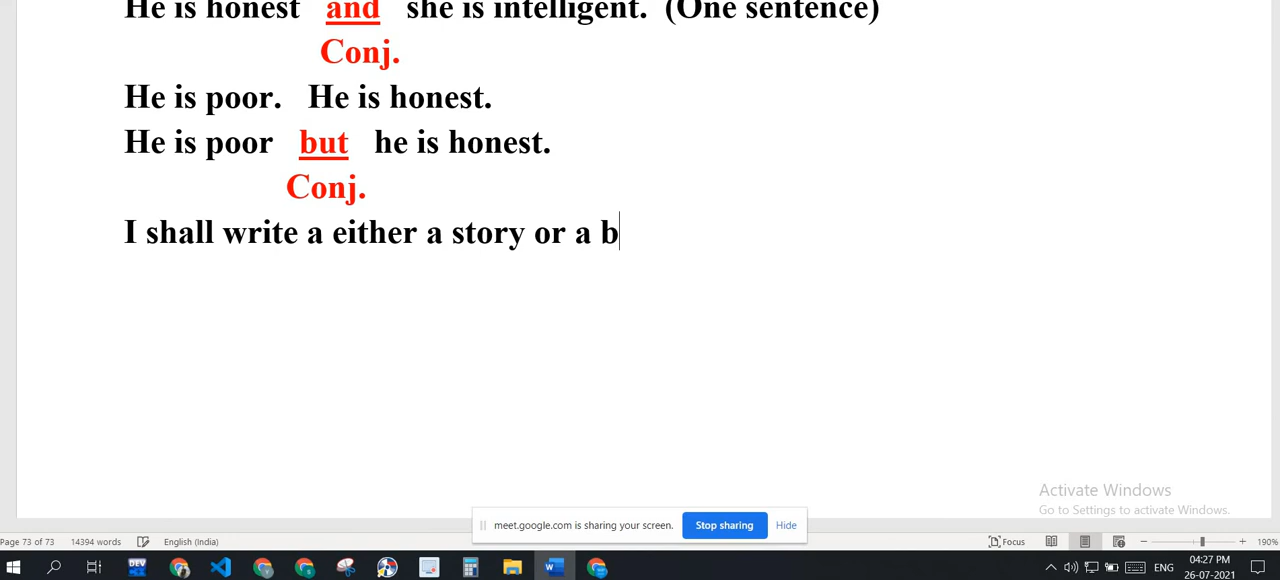 He is honest and she is intelligent. (One sentence)
Conj.
He is poor. He is honest.
He is poor but he is honest.
Conj.
I shall write a either a story or a b
Activate Windows
Go to Settings to activate Windows.
meet.google.com is sharing your screen. Stop sharing Hide
Page 73 of 73 14394 words English (India) Focus 190%
DEV W ENG 04:27 PM
26-07-2021